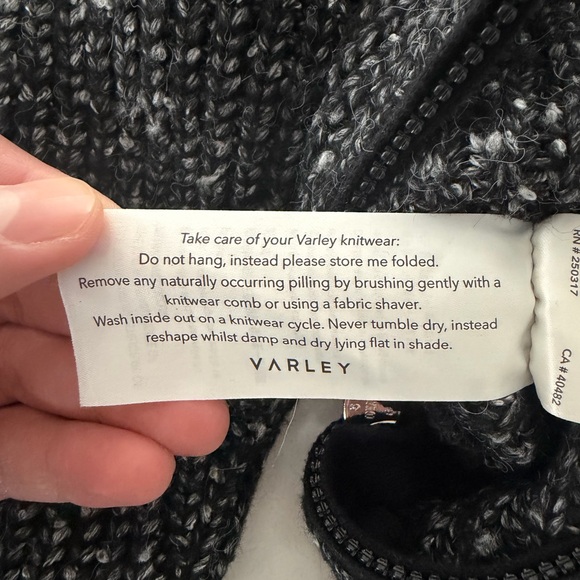 Take care of your Varley knitwear:
Do not hang, instead please store me folded.
Remove any naturally occurring pilling by brushing gently with a
knitwear comb or using a fabric shaver.
Wash inside out on a knitwear cycle. Never tumble dry, instead
reshape whilst damp and dry lying flat in shade.
VARLEY
RN # 250317
CA # 40482